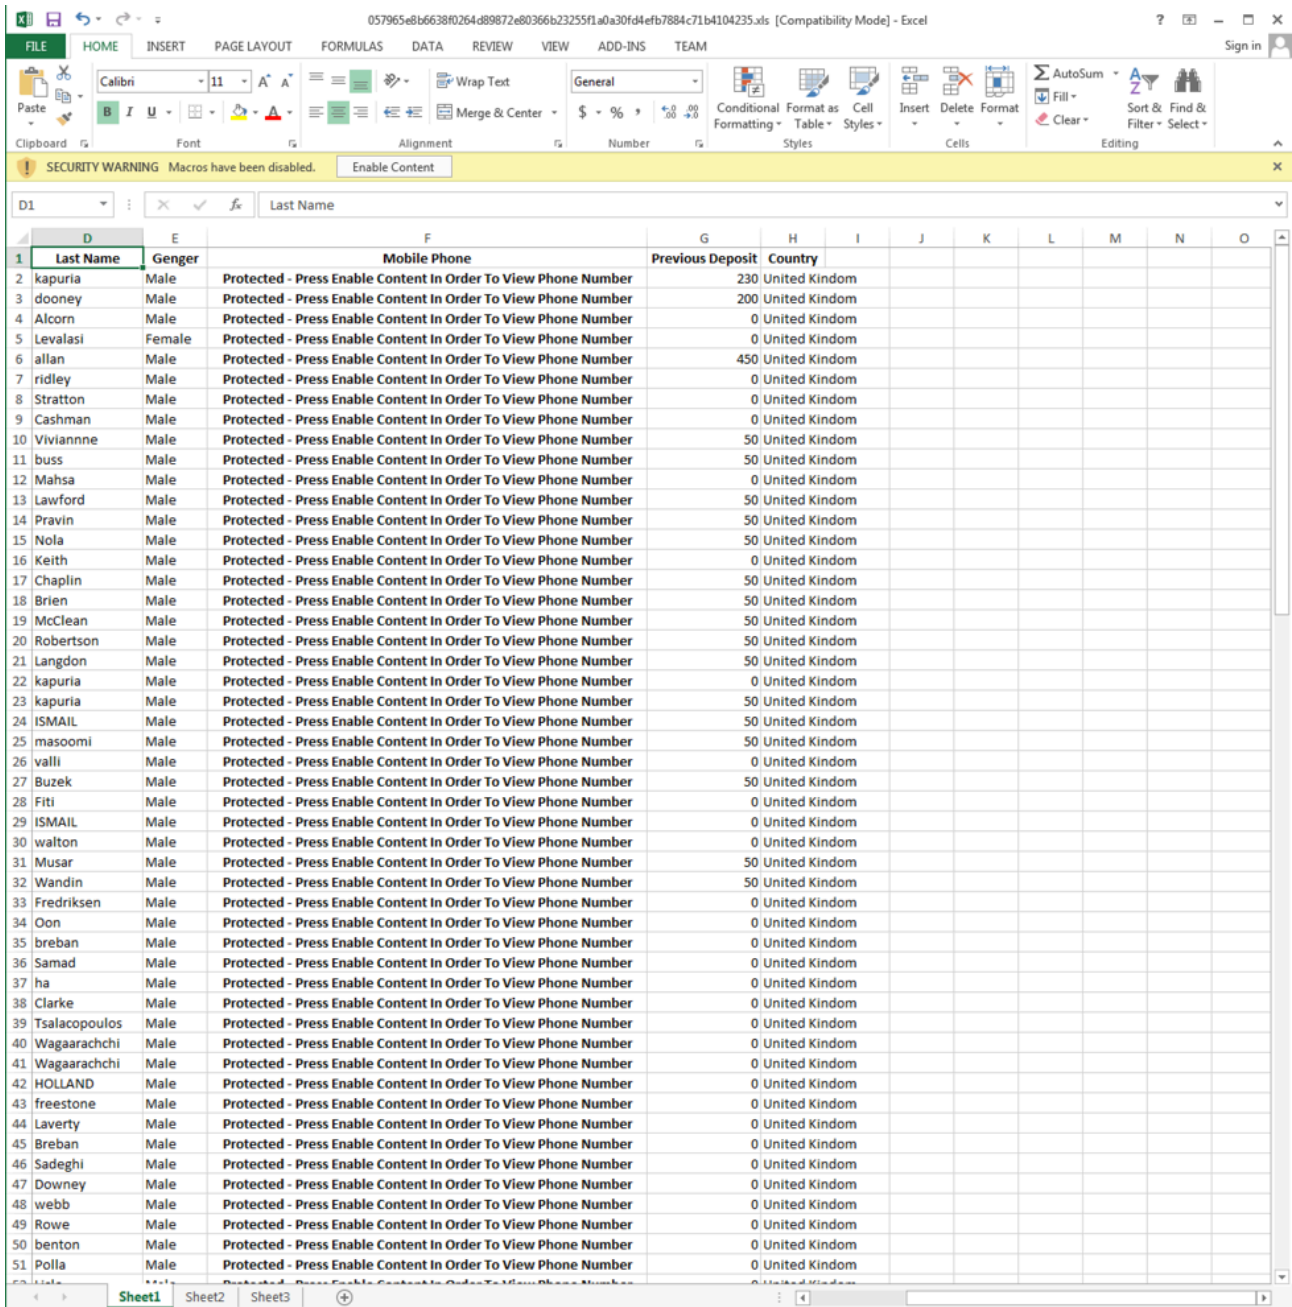 057965e8b6638f0264d89872e80366b23255f1a0a30fd4efb7884c71b4104235.xls [Compatibility Mode] - Excel
FILE HOME INSERT PAGE LAYOUT FORMULAS DATA REVIEW VIEW ADD-INS TEAM Sign in
Calibri 11 Wrap Text General AutoSum
Paste Conditional Format as Cell Insert Delete Format Fill Sort & Find &
B I U Merge & Center $ % , Formatting Table Styles Clear Filter Select
Clipboard Font Alignment Number Styles Cells Editing
SECURITY WARNING Macros have been disabled. Enable Content
D1 fx Last Name
D E F G H I J K L M N O
1 Last Name Genger Mobile Phone Previous Deposit Country
2 kapuria Male Protected - Press Enable Content In Order To View Phone Number 230 United Kindom
3 dooney Male Protected - Press Enable Content In Order To View Phone Number 200 United Kindom
4 Alcorn Male Protected - Press Enable Content In Order To View Phone Number 0 United Kindom
5 Levalasi Female Protected - Press Enable Content In Order To View Phone Number 0 United Kindom
6 allan Male Protected - Press Enable Content In Order To View Phone Number 450 United Kindom
7 ridley Male Protected - Press Enable Content In Order To View Phone Number 0 United Kindom
8 Stratton Male Protected - Press Enable Content In Order To View Phone Number 0 United Kindom
9 Cashman Male Protected - Press Enable Content In Order To View Phone Number 0 United Kindom
10 Viviannne Male Protected - Press Enable Content In Order To View Phone Number 50 United Kindom
11 buss Male Protected - Press Enable Content In Order To View Phone Number 50 United Kindom
12 Mahsa Male Protected - Press Enable Content In Order To View Phone Number 0 United Kindom
13 Lawford Male Protected - Press Enable Content In Order To View Phone Number 50 United Kindom
14 Pravin Male Protected - Press Enable Content In Order To View Phone Number 50 United Kindom
15 Nola Male Protected - Press Enable Content In Order To View Phone Number 50 United Kindom
16 Keith Male Protected - Press Enable Content In Order To View Phone Number 0 United Kindom
17 Chaplin Male Protected - Press Enable Content In Order To View Phone Number 50 United Kindom
18 Brien Male Protected - Press Enable Content In Order To View Phone Number 50 United Kindom
19 McClean Male Protected - Press Enable Content In Order To View Phone Number 50 United Kindom
20 Robertson Male Protected - Press Enable Content In Order To View Phone Number 50 United Kindom
21 Langdon Male Protected - Press Enable Content In Order To View Phone Number 50 United Kindom
22 kapuria Male Protected - Press Enable Content In Order To View Phone Number 0 United Kindom
23 kapuria Male Protected - Press Enable Content In Order To View Phone Number 50 United Kindom
24 ISMAIL Male Protected - Press Enable Content In Order To View Phone Number 50 United Kindom
25 masoomi Male Protected - Press Enable Content In Order To View Phone Number 50 United Kindom
26 valli Male Protected - Press Enable Content In Order To View Phone Number 0 United Kindom
27 Buzek Male Protected - Press Enable Content In Order To View Phone Number 50 United Kindom
28 Fiti Male Protected - Press Enable Content In Order To View Phone Number 0 United Kindom
29 ISMAIL Male Protected - Press Enable Content In Order To View Phone Number 0 United Kindom
30 walton Male Protected - Press Enable Content In Order To View Phone Number 0 United Kindom
31 Musar Male Protected - Press Enable Content In Order To View Phone Number 50 United Kindom
32 Wandin Male Protected - Press Enable Content In Order To View Phone Number 50 United Kindom
33 Fredriksen Male Protected - Press Enable Content In Order To View Phone Number 0 United Kindom
34 Oon Male Protected - Press Enable Content In Order To View Phone Number 0 United Kindom
35 breban Male Protected - Press Enable Content In Order To View Phone Number 0 United Kindom
36 Samad Male Protected - Press Enable Content In Order To View Phone Number 0 United Kindom
37 ha Male Protected - Press Enable Content In Order To View Phone Number 0 United Kindom
38 Clarke Male Protected - Press Enable Content In Order To View Phone Number 0 United Kindom
39 Tsalacopoulos Male Protected - Press Enable Content In Order To View Phone Number 0 United Kindom
40 Wagaarachchi Male Protected - Press Enable Content In Order To View Phone Number 0 United Kindom
41 Wagaarachchi Male Protected - Press Enable Content In Order To View Phone Number 0 United Kindom
42 HOLLAND Male Protected - Press Enable Content In Order To View Phone Number 0 United Kindom
43 freestone Male Protected - Press Enable Content In Order To View Phone Number 0 United Kindom
44 Laverty Male Protected - Press Enable Content In Order To View Phone Number 0 United Kindom
45 Breban Male Protected - Press Enable Content In Order To View Phone Number 0 United Kindom
46 Sadeghi Male Protected - Press Enable Content In Order To View Phone Number 0 United Kindom
47 Downey Male Protected - Press Enable Content In Order To View Phone Number 0 United Kindom
48 webb Male Protected - Press Enable Content In Order To View Phone Number 0 United Kindom
49 Rowe Male Protected - Press Enable Content In Order To View Phone Number 0 United Kindom
50 benton Male Protected - Press Enable Content In Order To View Phone Number 0 United Kindom
51 Polla Male Protected - Press Enable Content In Order To View Phone Number 0 United Kindom
Sheet1 Sheet2 Sheet3